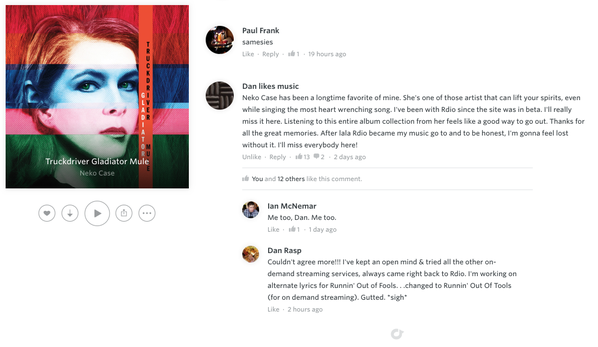 TRUCKDRIVER
GLADIATOR
MULE
Truckdriver Gladiator Mule
Neko Case
Paul Frank
samesies
Like · Reply · 1 · 19 hours ago
Dan likes music
Neko Case has been a longtime favorite of mine. She's one of those artist that can lift your spirits, even
while singing the most heart wrenching song. I've been with Rdio since the site was in beta. I'll really
miss it here. Listening to this entire album collection from her feels like a good way to go out. Thanks for
all the great memories. After lala Rdio became my music go to and to be honest, I'm gonna feel lost
without it. I'll miss everybody here!
Unlike · Reply · 13 2 · 2 days ago
You and 12 others like this comment.
Ian McNemar
Me too, Dan. Me too.
Like · 1 · 1 day ago
Dan Rasp
Couldn't agree more!!! I've kept an open mind & tried all the other on-
demand streaming services, always came right back to Rdio. I'm working on
alternate lyrics for Runnin' Out of Fools. . .changed to Runnin' Out Of Tools
(for on demand streaming). Gutted. *sigh*
Like · 2 hours ago